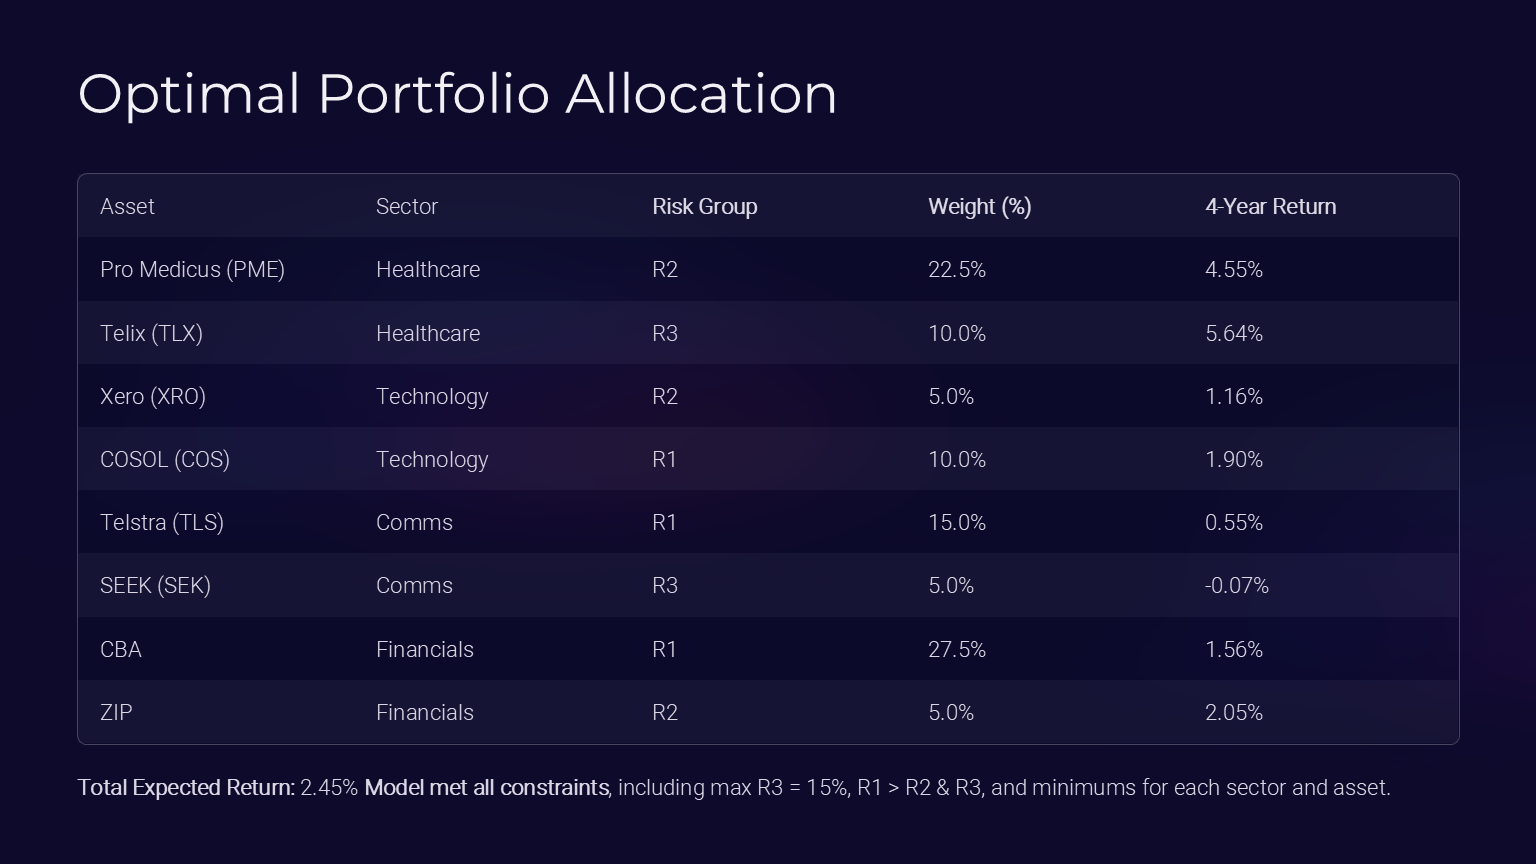 Optimal Portfolio Allocation
Asset Sector Risk Group Weight (%) 4-Year Return
Pro Medicus (PME) Healthcare R2 22.5% 4.55%
Telix (TLX) Healthcare R3 10.0% 5.64%
Xero (XRO) Technology R2 5.0% 1.16%
COSOL (COS) Technology R1 10.0% 1.90%
Telstra (TLS) Comms R1 15.0% 0.55%
SEEK (SEK) Comms R3 5.0% -0.07%
CBA Financials R1 27.5% 1.56%
ZIP Financials R2 5.0% 2.05%
Total Expected Return: 2.45% Model met all constraints, including max R3 = 15%, R1 > R2 & R3, and minimums for each sector and asset.